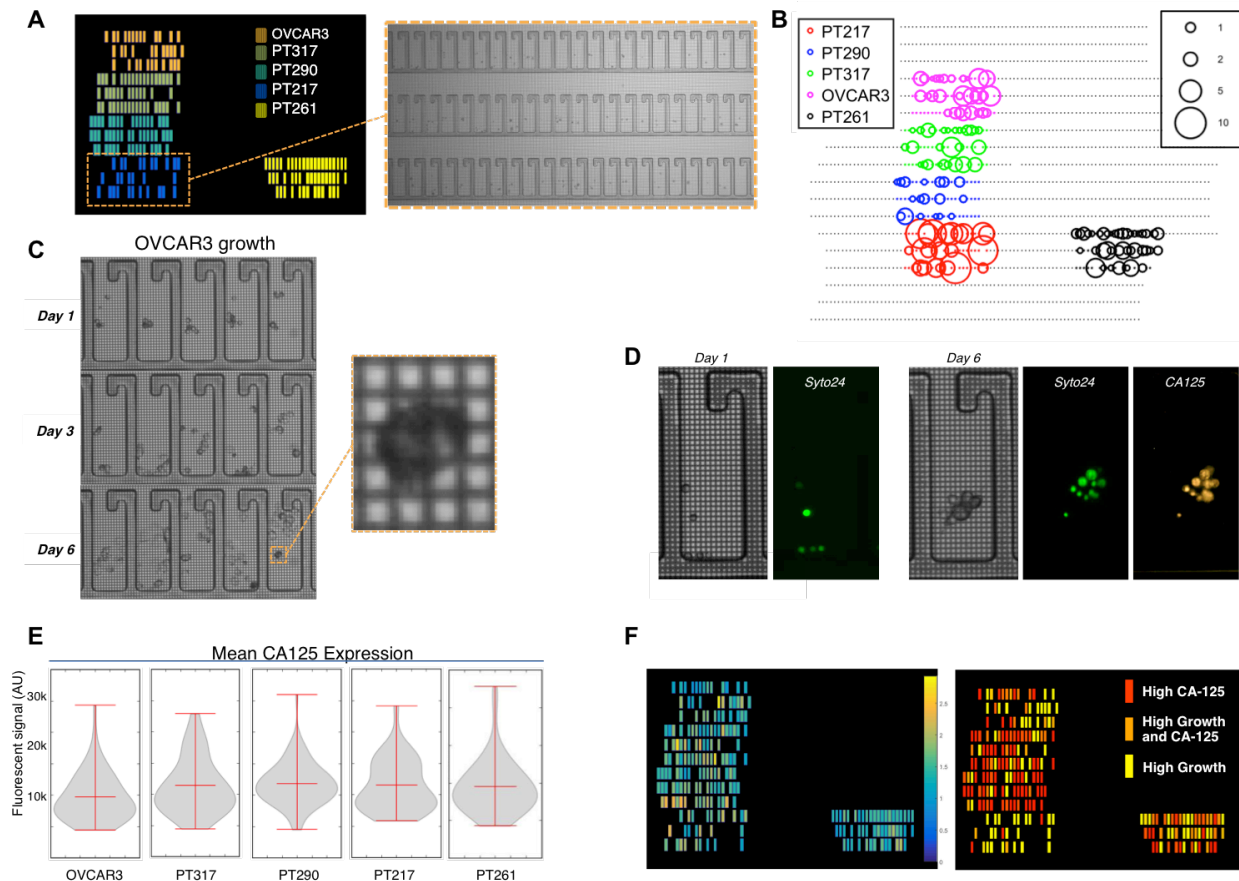 A
OVCAR3
PT317
PT290
PT217
PT261
B
PT217
PT290
PT317
OVCAR3
PT261
1
2
5
10
C
OVCAR3 growth
Day 1
Day 3
Day 6
D
Day 1
Syto24
Day 6
Syto24
CA125
E
Mean CA125 Expression
Fluorescent signal (AU)
30k
20k
10k
OVCAR3
PT317
PT290
PT217
PT261
F
2.5
2
1.5
1
0.5
0
High CA-125
High Growth
and CA-125
High Growth